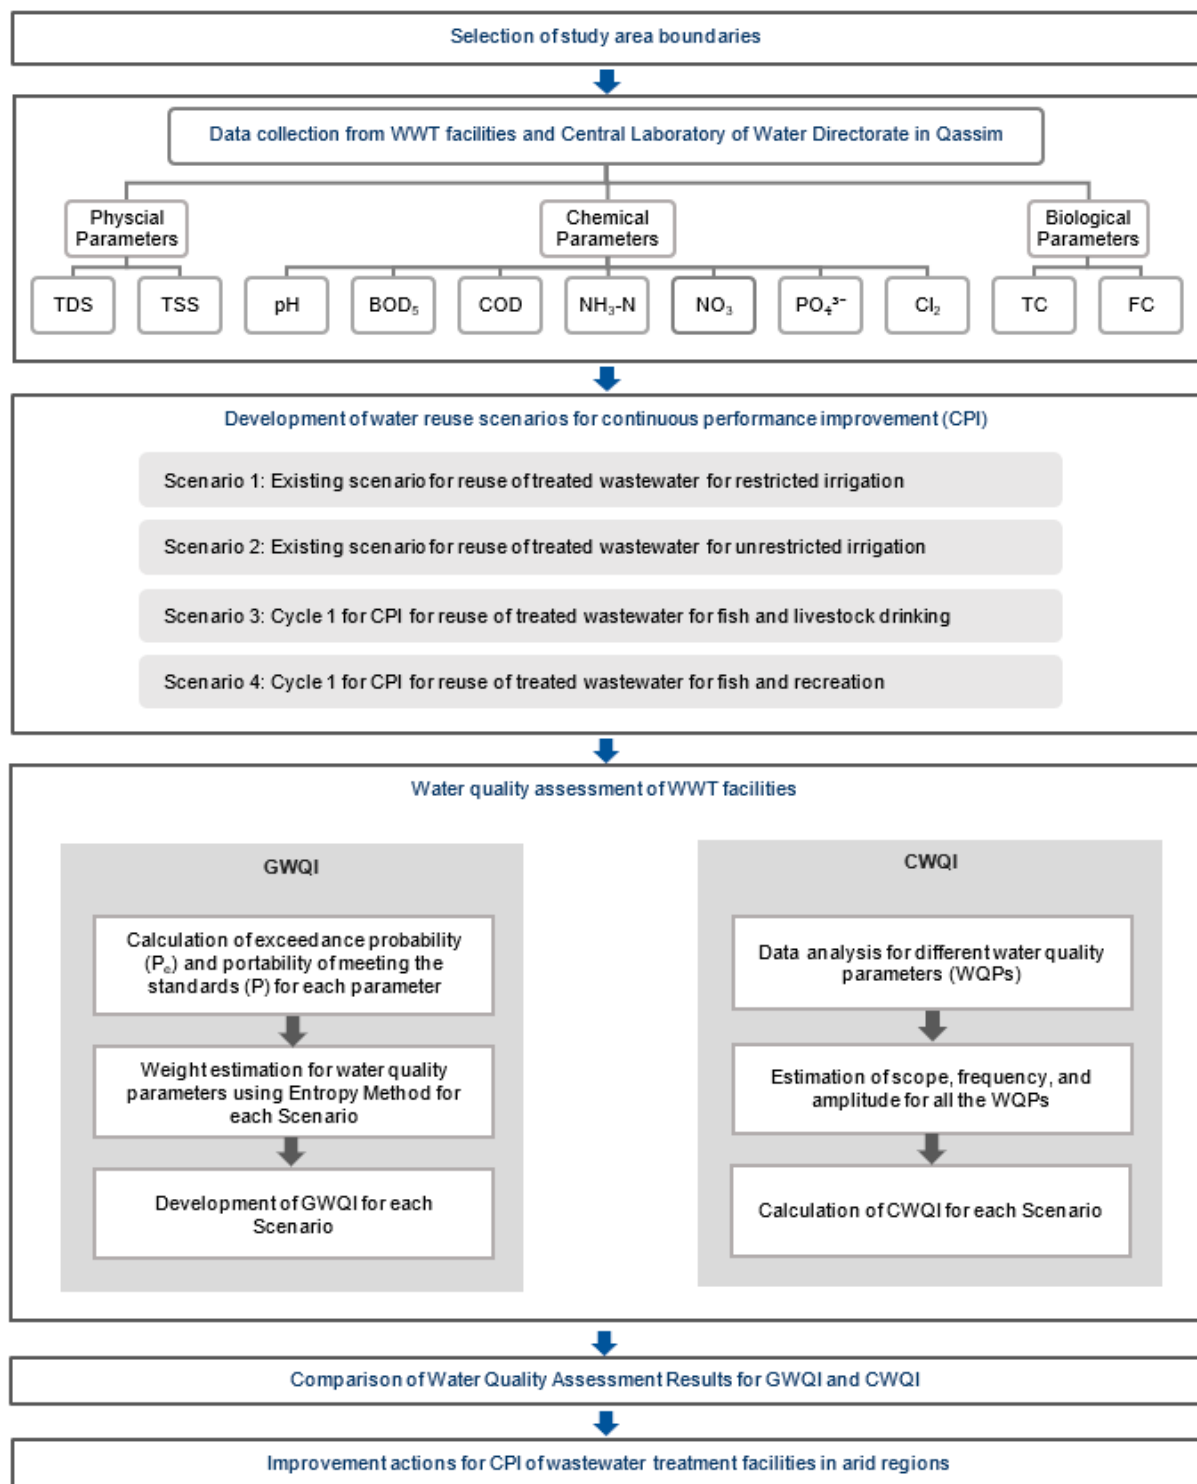 Selection of study area boundaries
Data collection from WWT facilities and Central Laboratory of Water Directorate in Qassim
Physcial
Parameters
Chemical
Parameters
Biological
Parameters
TDS
TSS
pH
BOD₅
COD
NH₃-N
NO₃
PO₄³⁻
Cl₂
TC
FC
Development of water reuse scenarios for continuous performance improvement (CPI)
Scenario 1: Existing scenario for reuse of treated wastewater for restricted irrigation
Scenario 2: Existing scenario for reuse of treated wastewater for unrestricted irrigation
Scenario 3: Cycle 1 for CPI for reuse of treated wastewater for fish and livestock drinking
Scenario 4: Cycle 1 for CPI for reuse of treated wastewater for fish and recreation
Water quality assessment of WWT facilities
GWQI
Calculation of exceedance probability
(Pₑ) and portability of meeting the
standards (P) for each parameter
Weight estimation for water quality
parameters using Entropy Method for
each Scenario
Development of GWQI for each
Scenario
CWQI
Data analysis for different water quality
parameters (WQPs)
Estimation of scope, frequency, and
amplitude for all the WQPs
Calculation of CWQI for each Scenario
Comparison of Water Quality Assessment Results for GWQI and CWQI
Improvement actions for CPI of wastewater treatment facilities in arid regions